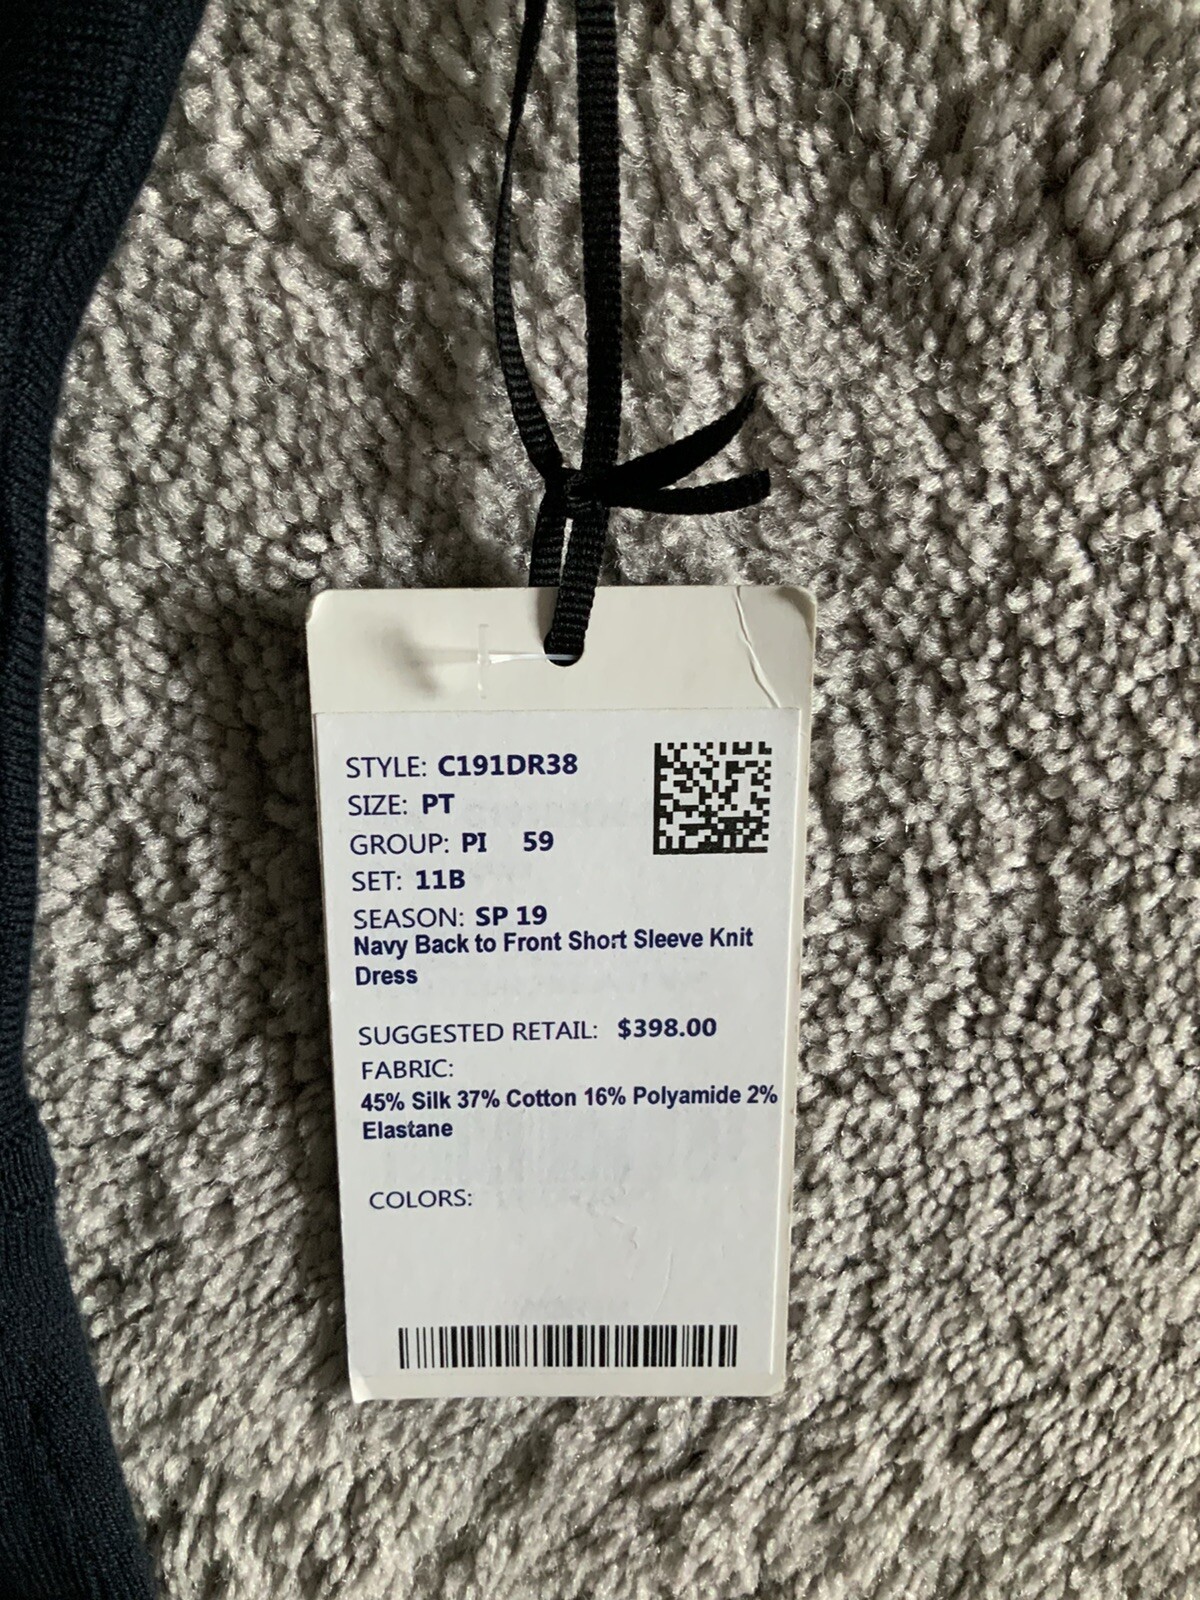 STYLE: C191DR38
SIZE: PT
GROUP: PI 59
SET: 11B
SEASON: SP 19
Navy Back to Front Short Sleeve Knit
Dress
SUGGESTED RETAIL: $398.00
FABRIC:
45% Silk 37% Cotton 16% Polyamide 2%
Elastane
COLORS: